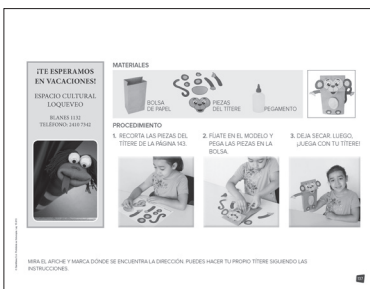 ¡TE ESPERAMOS
EN VACACIONES!
ESPACIO CULTURAL
LOQUEVEO
BLANES 1132
TELÉFONO: 2410 7342
MATERIALES
BOLSA
DE PAPEL
PIEZAS
DEL TÍTERE
PEGAMENTO
PROCEDIMIENTO
1. RECORTA LAS PIEZAS DEL
TÍTERE DE LA PÁGINA 143.
2. FÍJATE EN EL MODELO Y
PEGA LAS PIEZAS EN LA
BOLSA.
3. DEJA SECAR. LUEGO,
¡JUEGA CON TU TÍTERE!
MIRA EL AFICHE Y MARCA DÓNDE SE ENCUENTRA LA DIRECCIÓN. PUEDES HACER TU PROPIO TÍTERE SIGUIENDO LAS
INSTRUCCIONES.